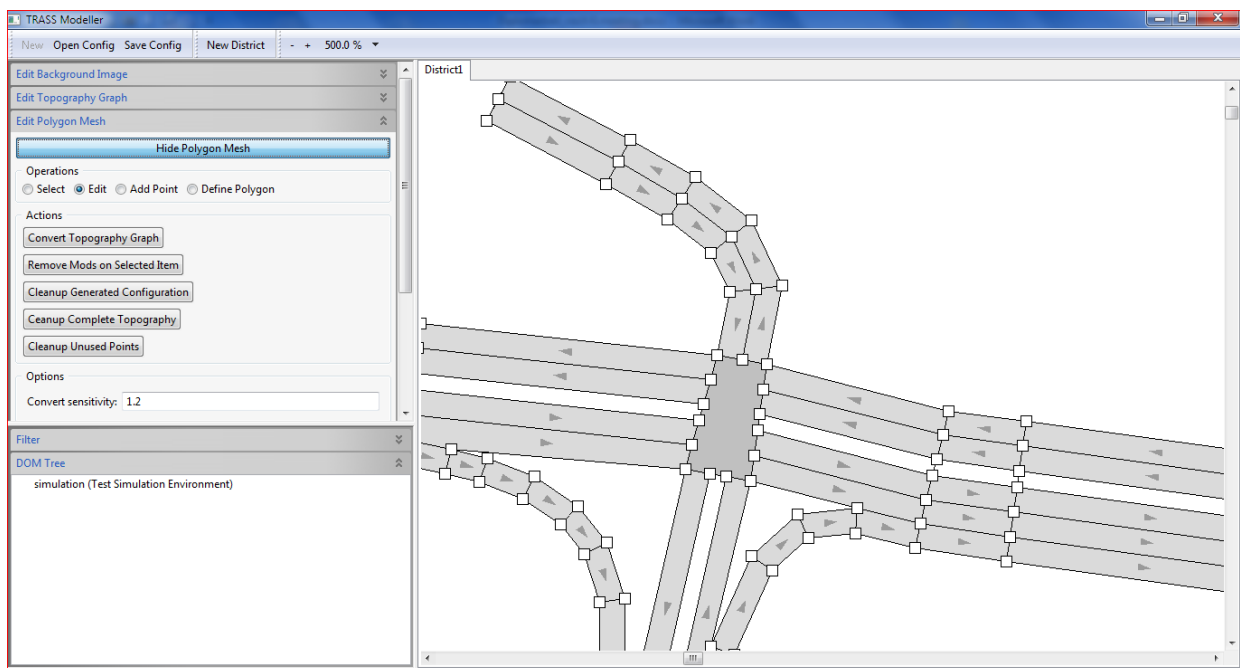 TRASS Modeller
New Open Config Save Config New District - + 500.0 %
Edit Background Image
Edit Topography Graph
Edit Polygon Mesh
Hide Polygon Mesh
Operations
Select Edit Add Point Define Polygon
Actions
Convert Topography Graph
Remove Mods on Selected Item
Cleanup Generated Configuration
Ceanup Complete Topography
Cleanup Unused Points
Options
Convert sensitivity: 1.2
Filter
DOM Tree
simulation (Test Simulation Environment)
District1